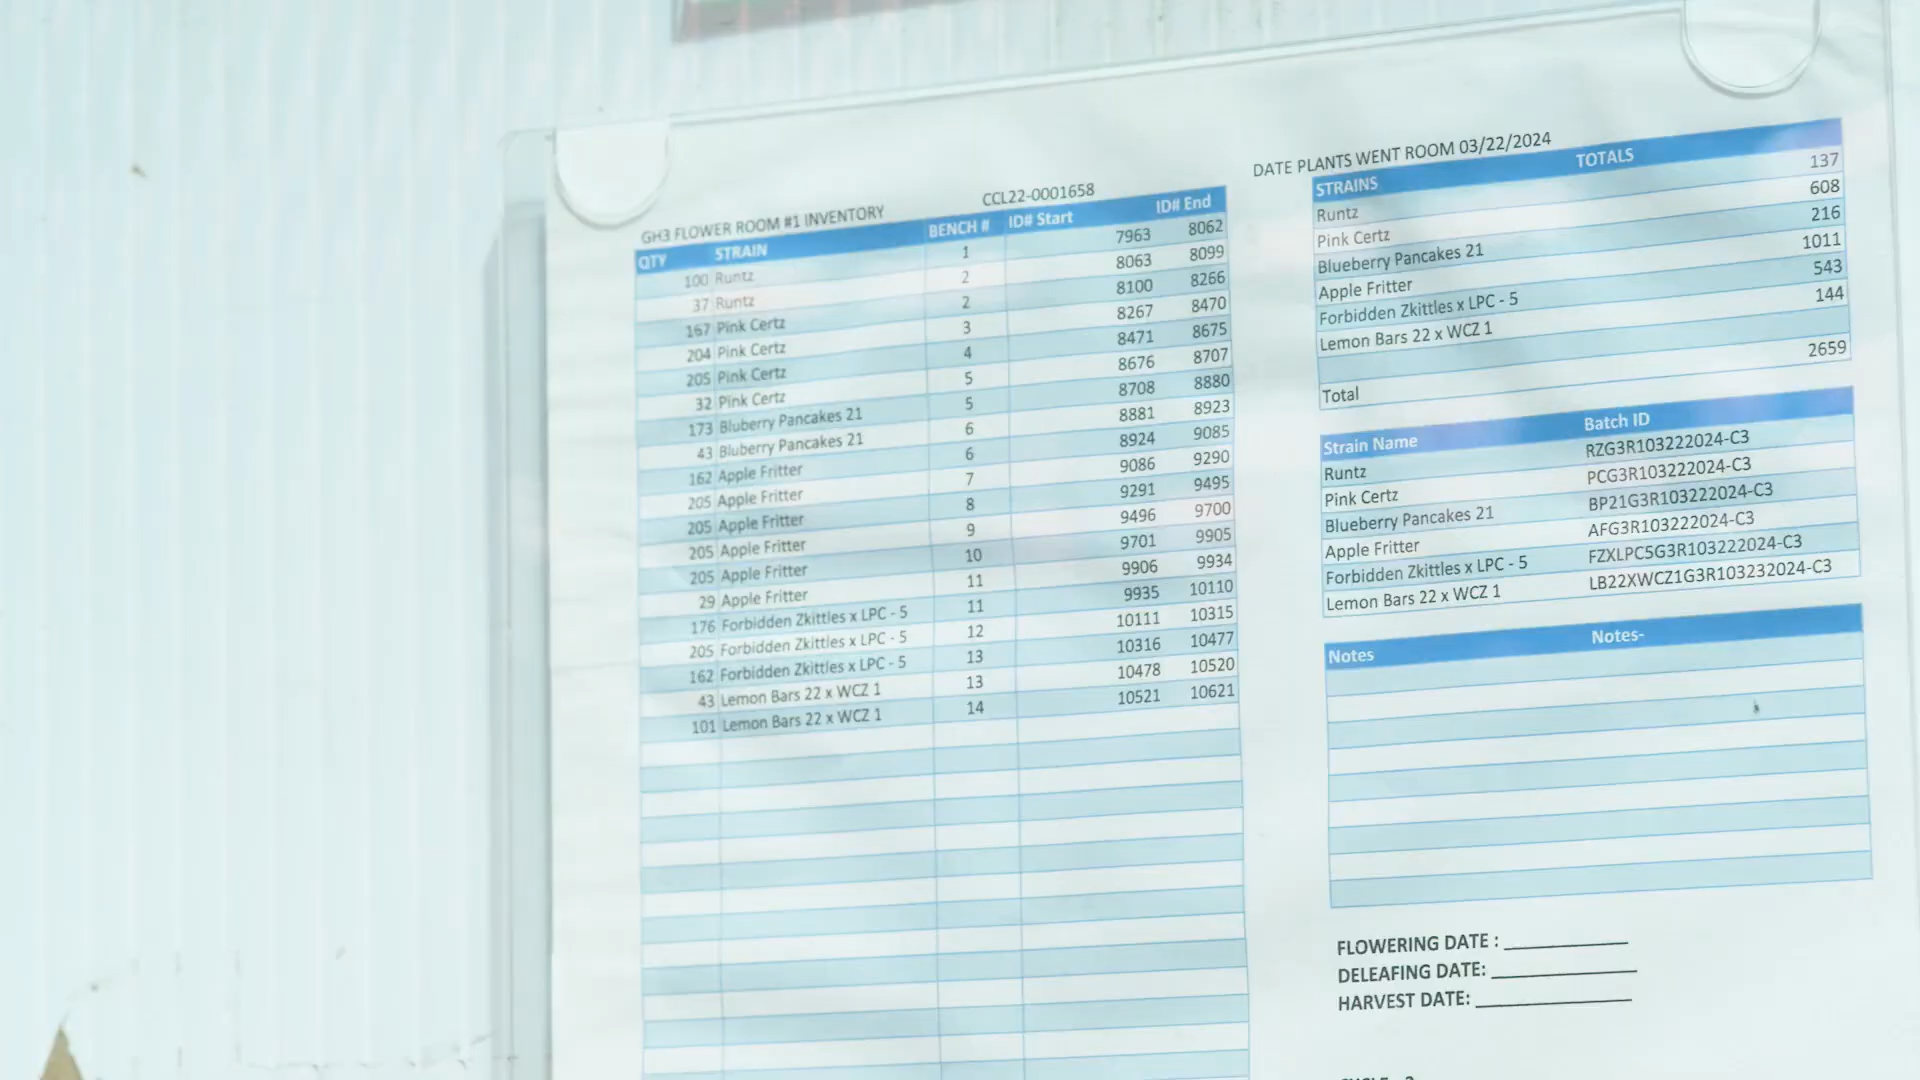 GH3 FLOWER ROOM #1 INVENTORY CCL22-0001658
QTY STRAIN BENCH # ID# Start ID# End
100 Runtz 1 7963 8062
37 Runtz 2 8063 8099
167 Pink Certz 2 8100 8266
204 Pink Certz 3 8267 8470
205 Pink Certz 4 8471 8675
32 Pink Certz 5 8676 8707
173 Bluberry Pancakes 21 5 8708 8880
43 Bluberry Pancakes 21 6 8881 8923
162 Apple Fritter 6 8924 9085
205 Apple Fritter 7 9086 9290
205 Apple Fritter 8 9291 9495
205 Apple Fritter 9 9496 9700
205 Apple Fritter 10 9701 9905
29 Apple Fritter 11 9906 9934
176 Forbidden Zkittles x LPC - 5 11 9935 10110
205 Forbidden Zkittles x LPC - 5 12 10111 10315
162 Forbidden Zkittles x LPC - 5 13 10316 10477
43 Lemon Bars 22 x WCZ 1 13 10478 10520
101 Lemon Bars 22 x WCZ 1 14 10521 10621
DATE PLANTS WENT ROOM 03/22/2024
STRAINS TOTALS
Runtz 137
Pink Certz 608
Blueberry Pancakes 21 216
Apple Fritter 1011
Forbidden Zkittles x LPC - 5 543
Lemon Bars 22 x WCZ 1 144
Total 2659
Strain Name Batch ID
Runtz RZG3R103222024-C3
Pink Certz PCG3R103222024-C3
Blueberry Pancakes 21 BP21G3R103222024-C3
Apple Fritter AFG3R103222024-C3
Forbidden Zkittles x LPC - 5 FZXLPC5G3R103222024-C3
Lemon Bars 22 x WCZ 1 LB22XWCZ1G3R103232024-C3
Notes Notes-
FLOWERING DATE : ____________
DELEAFING DATE: ______________
HARVEST DATE: _______________